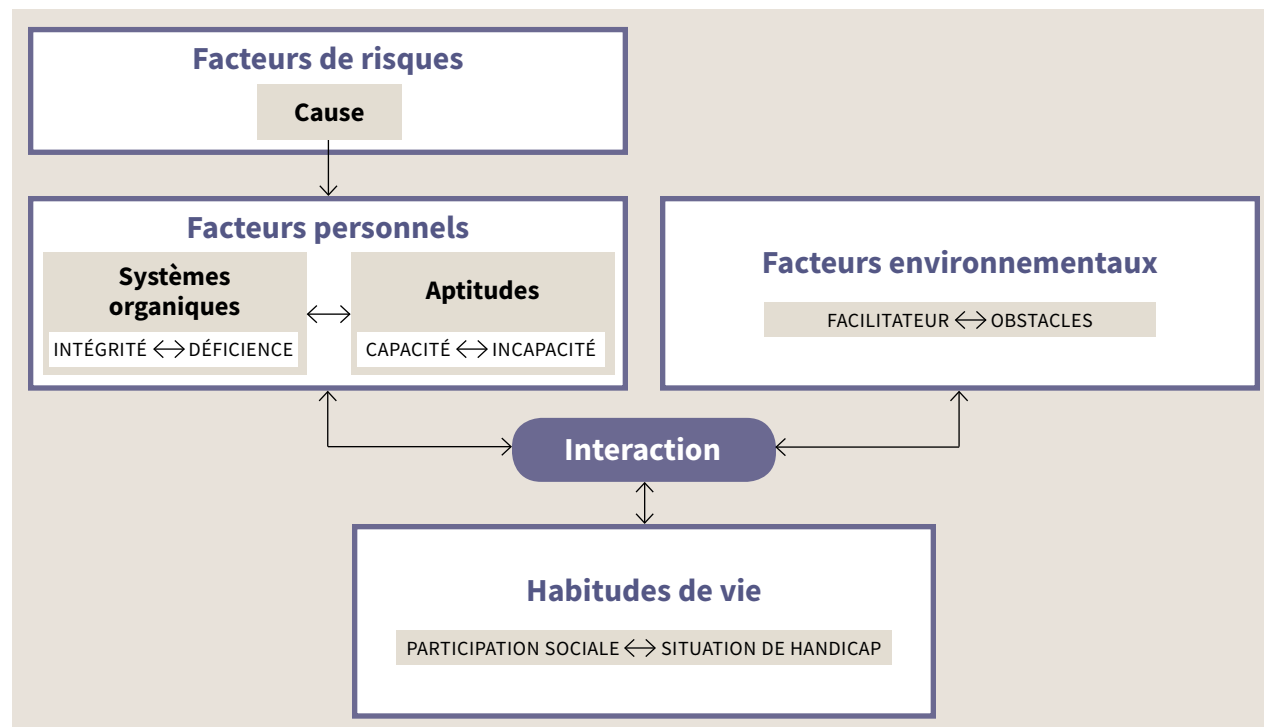 Facteurs de risques
Cause
Facteurs personnels
Systèmes
organiques
INTÉGRITÉ ↔ DÉFICIENCE
Aptitudes
CAPACITÉ ↔ INCAPACITÉ
Facteurs environnementaux
FACILITATEUR ↔ OBSTACLES
Interaction
Habitudes de vie
PARTICIPATION SOCIALE ↔ SITUATION DE HANDICAP